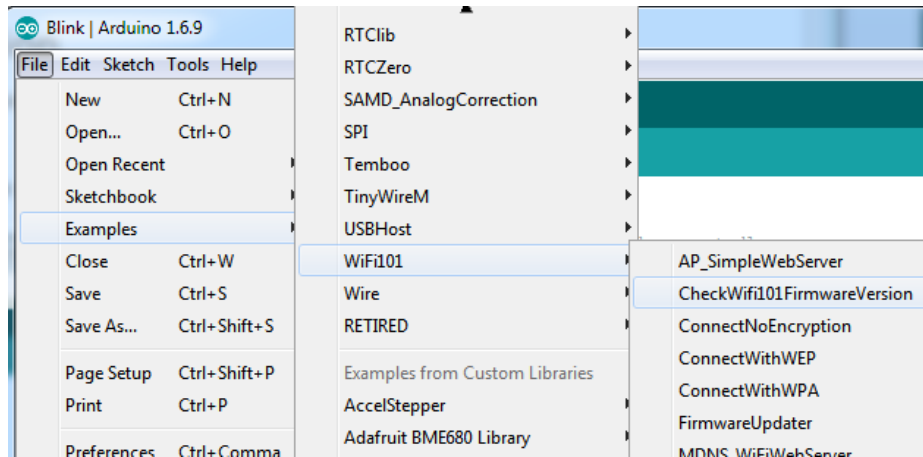 Blink | Arduino 1.6.9
File Edit Sketch Tools Help
New Ctrl+N
Open... Ctrl+O
Open Recent
Sketchbook
Examples
Close Ctrl+W
Save Ctrl+S
Save As... Ctrl+Shift+S
Page Setup Ctrl+Shift+P
Print Ctrl+P
Preferences Ctrl+Comma
RTClib
RTCZero
SAMD_AnalogCorrection
SPI
Temboo
TinyWireM
USBHost
WiFi101
Wire
RETIRED
Examples from Custom Libraries
AccelStepper
Adafruit BME680 Library
AP_SimpleWebServer
CheckWifi101FirmwareVersion
ConnectNoEncryption
ConnectWithWEP
ConnectWithWPA
FirmwareUpdater
MDNS_WiFiWebServer